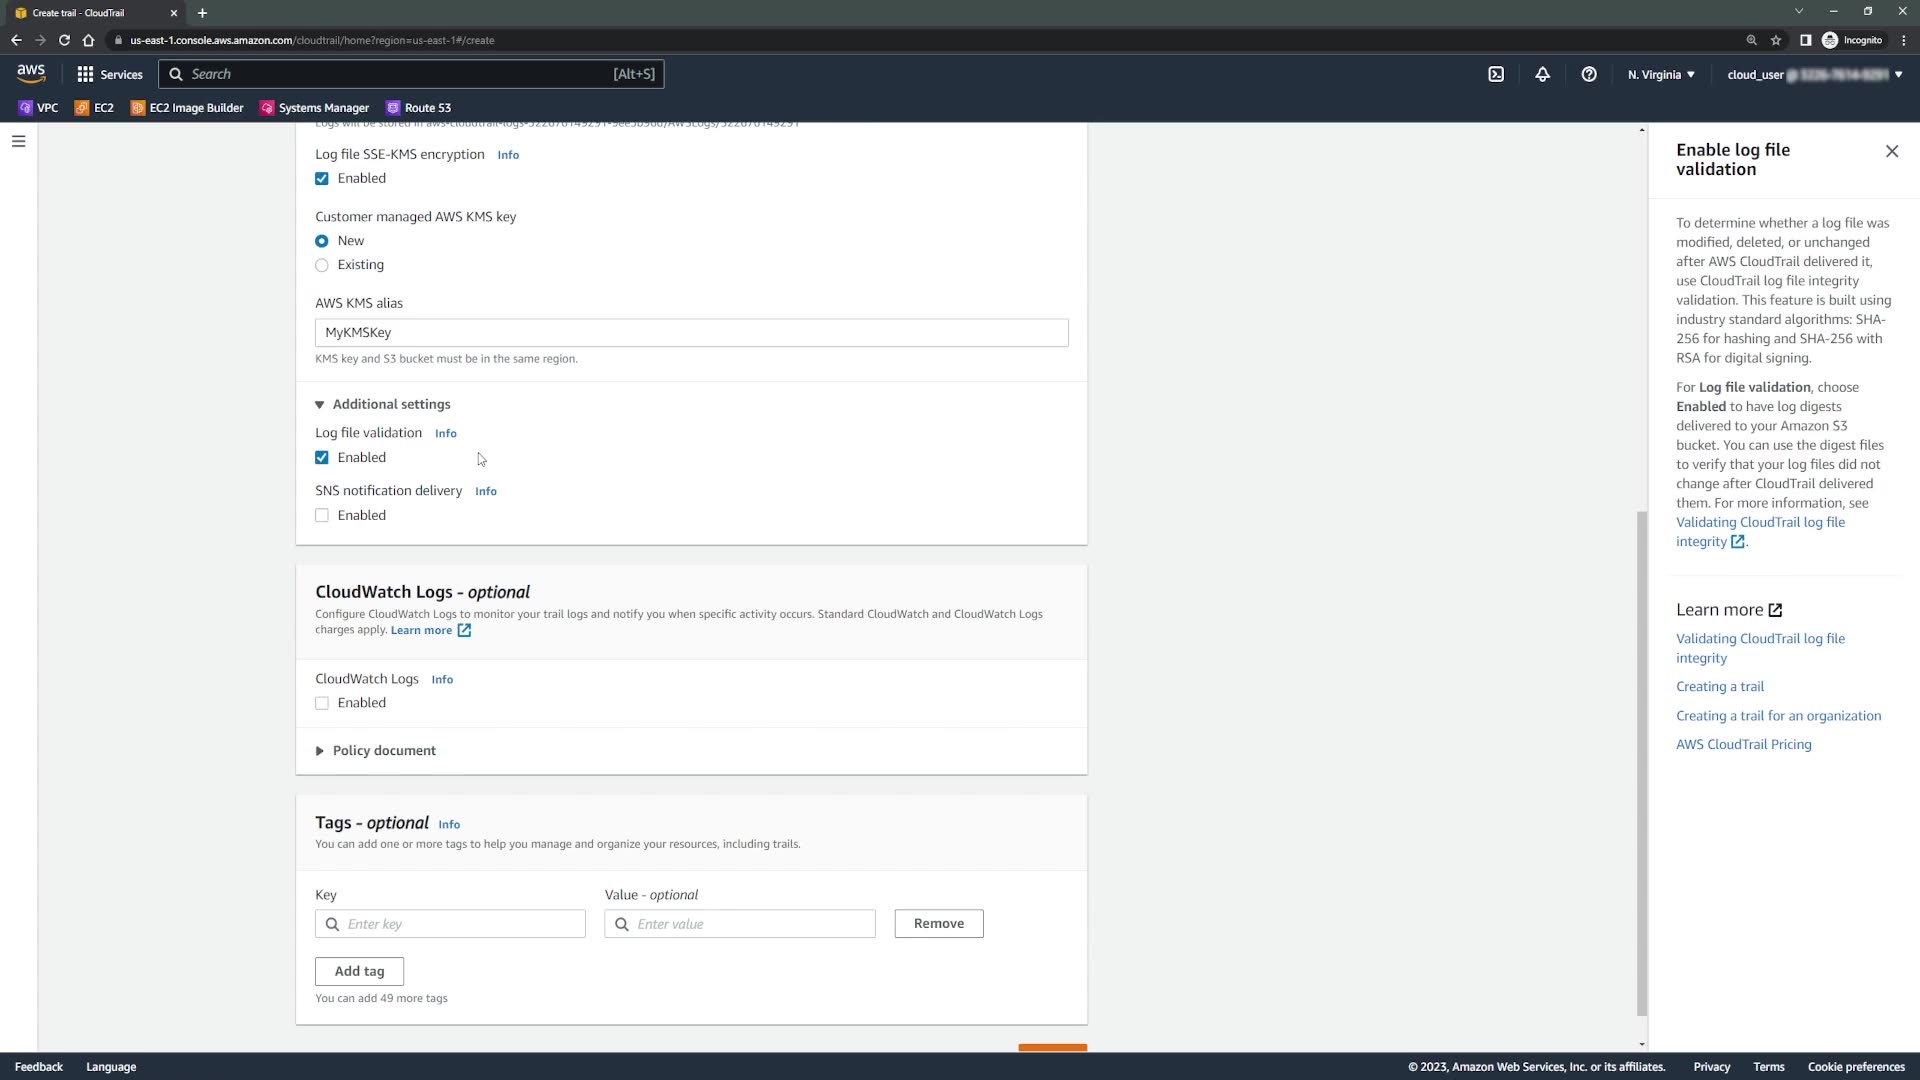 Create trail - CloudTrail
us-east-1.console.aws.amazon.com/cloudtrail/home?region=us-east-1#/create
Incognito
aws
Services
Search
[Alt+S]
N. Virginia
cloud_user
VPC
EC2
EC2 Image Builder
Systems Manager
Route 53
Logs will be stored in
Log file SSE-KMS encryption Info
Enabled
Customer managed AWS KMS key
New
Existing
AWS KMS alias
MyKMSKey
KMS key and S3 bucket must be in the same region.
Additional settings
Log file validation Info
Enabled
SNS notification delivery Info
Enabled
CloudWatch Logs - optional
Configure CloudWatch Logs to monitor your trail logs and notify you when specific activity occurs. Standard CloudWatch and CloudWatch Logs
charges apply. Learn more
CloudWatch Logs Info
Enabled
Policy document
Tags - optional Info
You can add one or more tags to help you manage and organize your resources, including trails.
Key
Value - optional
Enter key
Enter value
Remove
Add tag
You can add 49 more tags
Enable log file
validation
To determine whether a log file was
modified, deleted, or unchanged
after AWS CloudTrail delivered it,
use CloudTrail log file integrity
validation. This feature is built using
industry standard algorithms: SHA-
256 for hashing and SHA-256 with
RSA for digital signing.
For Log file validation, choose
Enabled to have log digests
delivered to your Amazon S3
bucket. You can use the digest files
to verify that your log files did not
change after CloudTrail delivered
them. For more information, see
Validating CloudTrail log file
integrity.
Learn more
Validating CloudTrail log file
integrity
Creating a trail
Creating a trail for an organization
AWS CloudTrail Pricing
Feedback
Language
© 2023, Amazon Web Services, Inc. or its affiliates.
Privacy
Terms
Cookie preferences